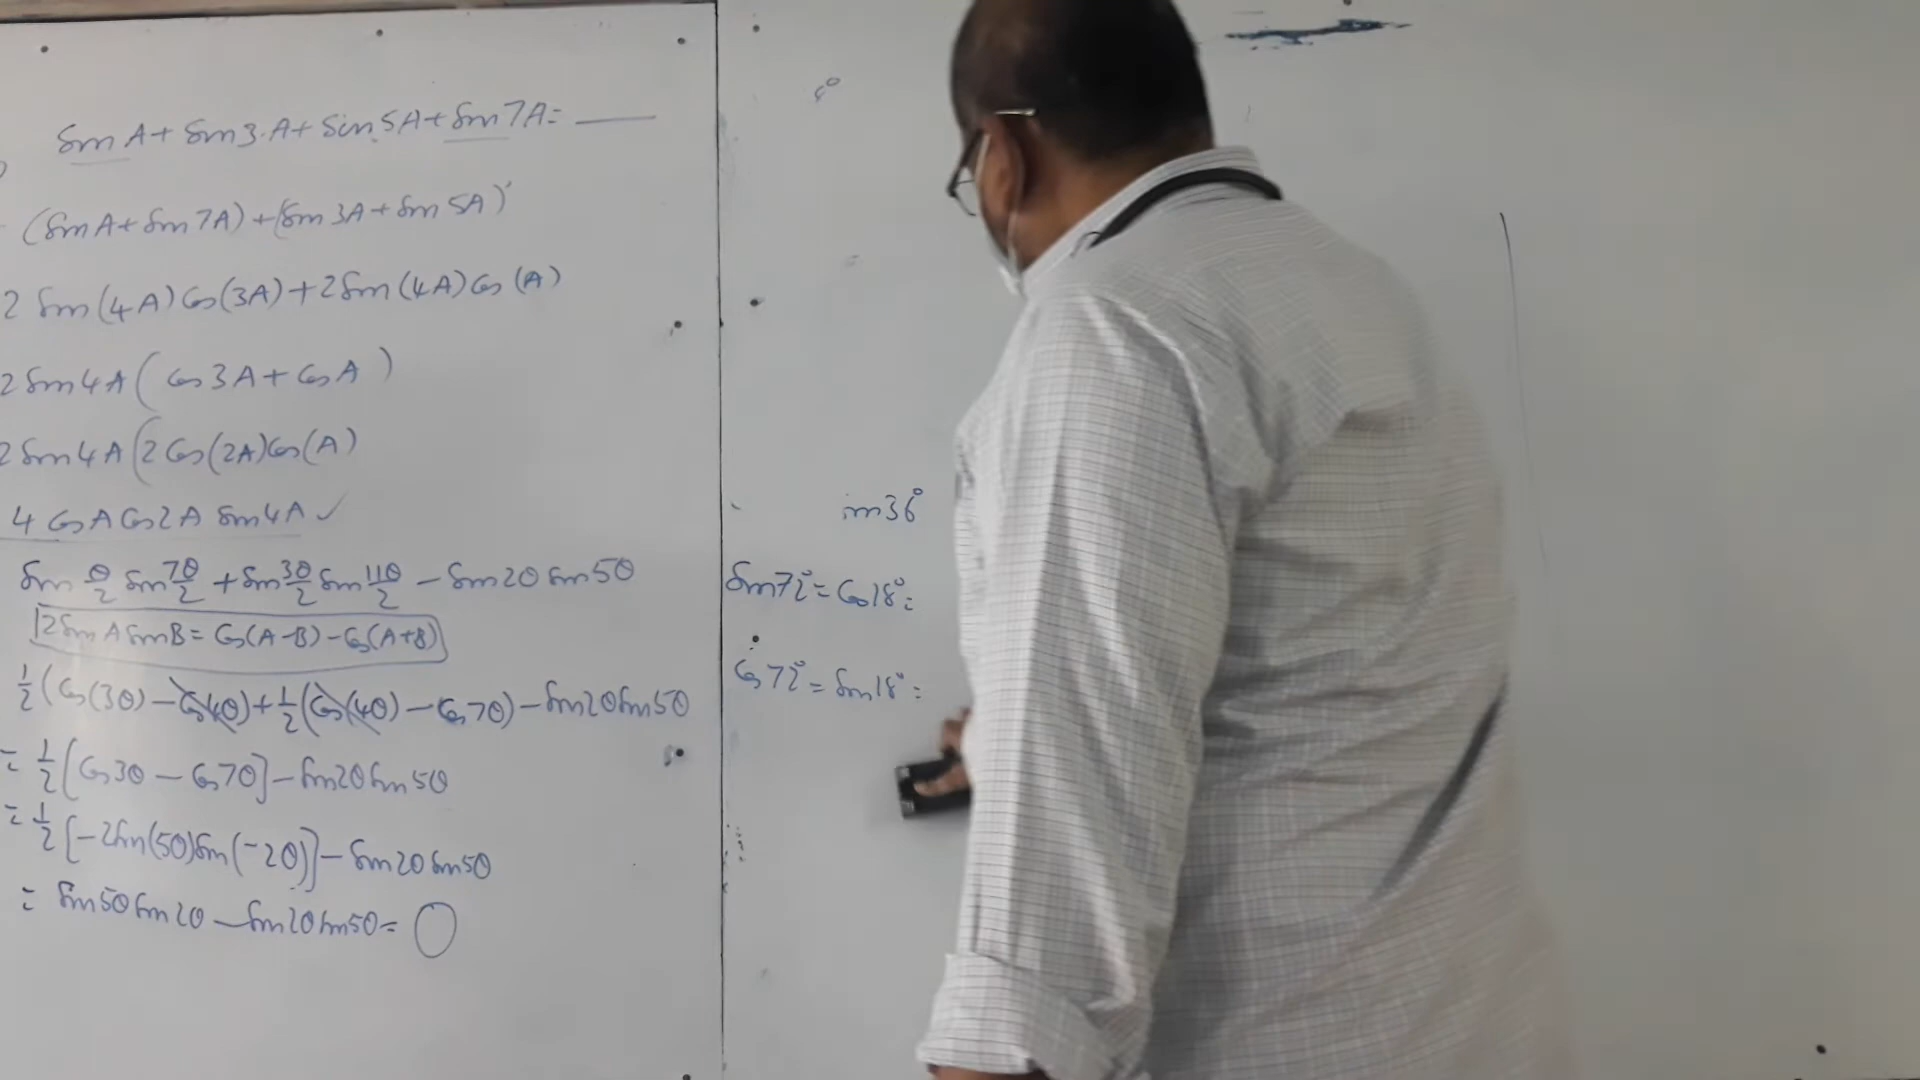 Sin A + Sin 3A + Sin 5A + Sin 7A = ____
(Sin A + Sin 7A) + (Sin 3A + Sin 5A)
2 Sin(4A) Cos(3A) + 2 Sin(4A) Cos(A)
2 Sin 4A (Cos 3A + Cos A)
2 Sin 4A (2 Cos(2A) Cos(A)
4 Cos A Cos 2A Sin 4A ✓
Sin θ/2 Sin 7θ/2 + Sin 3θ/2 Sin 11θ/2 - Sin 2θ Sin 5θ
2 Sin A Sin B = Cos(A-B) - Cos(A+B)
1/2 (Cos(3θ) - Cos 4θ) + 1/2 (Cos(4θ) - Cos 7θ) - Sin 2θ Sin 5θ
= 1/2 [Cos 3θ - Cos 7θ] - Sin 2θ Sin 5θ
= 1/2 [-2 Sin(5θ) Sin(-2θ)] - Sin 2θ Sin 5θ
= Sin 5θ Sin 2θ - Sin 2θ Sin 5θ = 0
in 36°
Sin 72° = Cos 18° =
Cos 72° = Sin 18° =